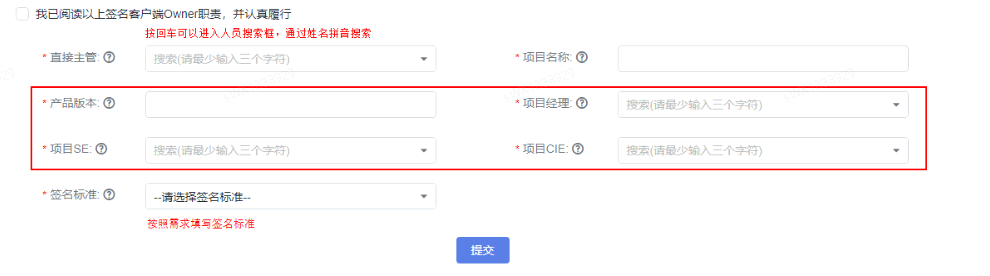 我已阅读以上签名客户端Owner职责，并认真履行
按回车可以进入人员搜索框，通过姓名拼音搜索
* 直接主管: ? 搜索(请最少输入三个字符) * 项目名称: ?
* 产品版本: ? * 项目经理: ? 搜索(请最少输入三个字符)
* 项目SE: ? 搜索(请最少输入三个字符) * 项目CIE: ? 搜索(请最少输入三个字符)
* 签名标准: ? --请选择签名标准--
按照需求填写签名标准
提交